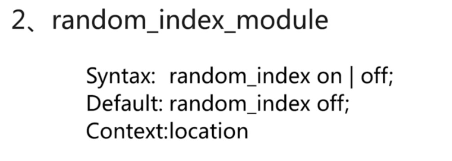 2、random_index_module
Syntax: random_index on | off;
Default: random_index off;
Context:location